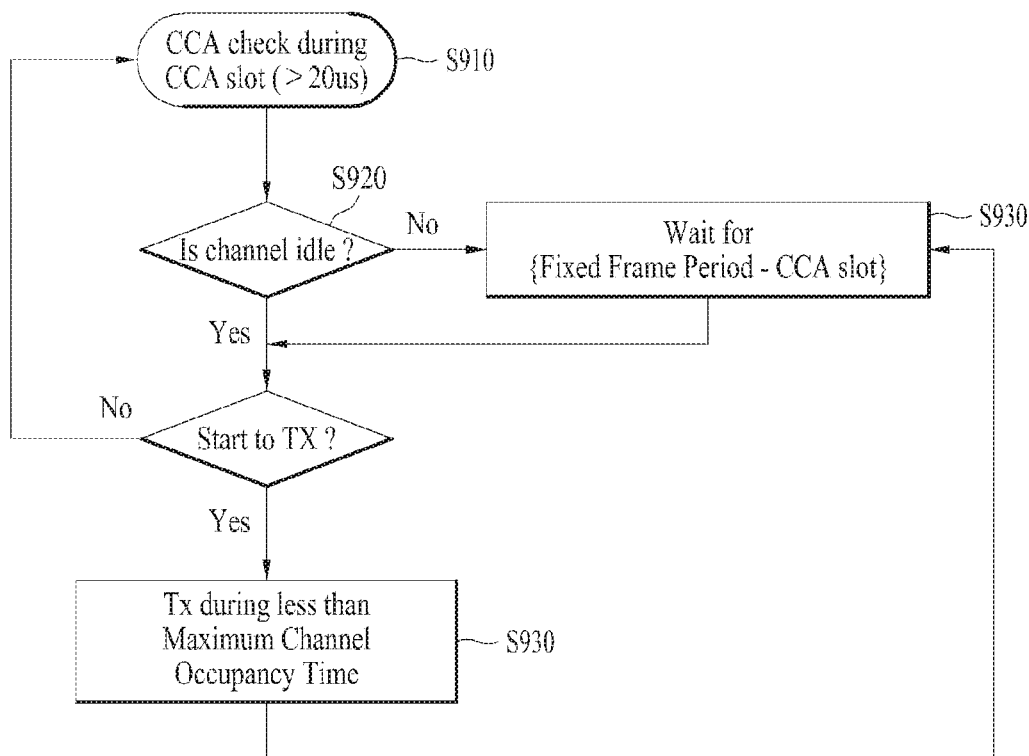 CCA check during
CCA slot (> 20us)
S910
S920
Is channel idle ?
No
Wait for
{Fixed Frame Period - CCA slot}
S930
Yes
No
Start to TX ?
Yes
Tx during less than
Maximum Channel
Occupancy Time
S930